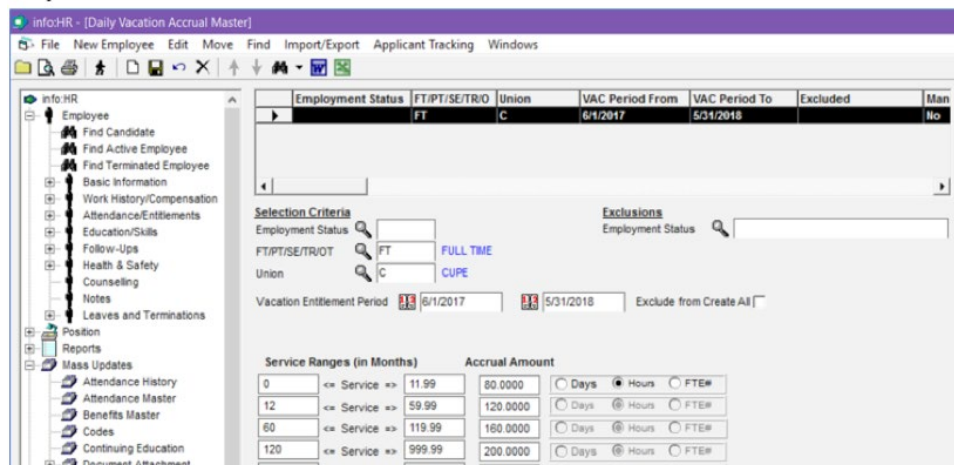 info:HR - [Daily Vacation Accrual Master]
File New Employee Edit Move Find Import/Export Applicant Tracking Windows
info:HR
Employee
Find Candidate
Find Active Employee
Find Terminated Employee
Basic Information
Work History/Compensation
Attendance/Entitlements
Education/Skills
Follow-Ups
Health & Safety
Counselling
Notes
Leaves and Terminations
Position
Reports
Mass Updates
Attendance History
Attendance Master
Benefits Master
Codes
Continuing Education
Document Attachment
Employment Status FT/PT/SE/TR/O Union VAC Period From VAC Period To Excluded Man
FT C 6/1/2017 5/31/2018 No
Selection Criteria Exclusions
Employment Status Employment Status
FT/PT/SE/TR/OT FT FULL TIME
Union C CUPE
Vacation Entitlement Period 6/1/2017 5/31/2018 Exclude from Create All
Service Ranges (in Months) Accrual Amount
0 <= Service => 11.99 80.0000 Days Hours FTE#
12 <= Service => 59.99 120.0000 Days Hours FTE#
60 <= Service => 119.99 160.0000 Days Hours FTE#
120 <= Service => 999.99 200.0000 Days Hours FTE#